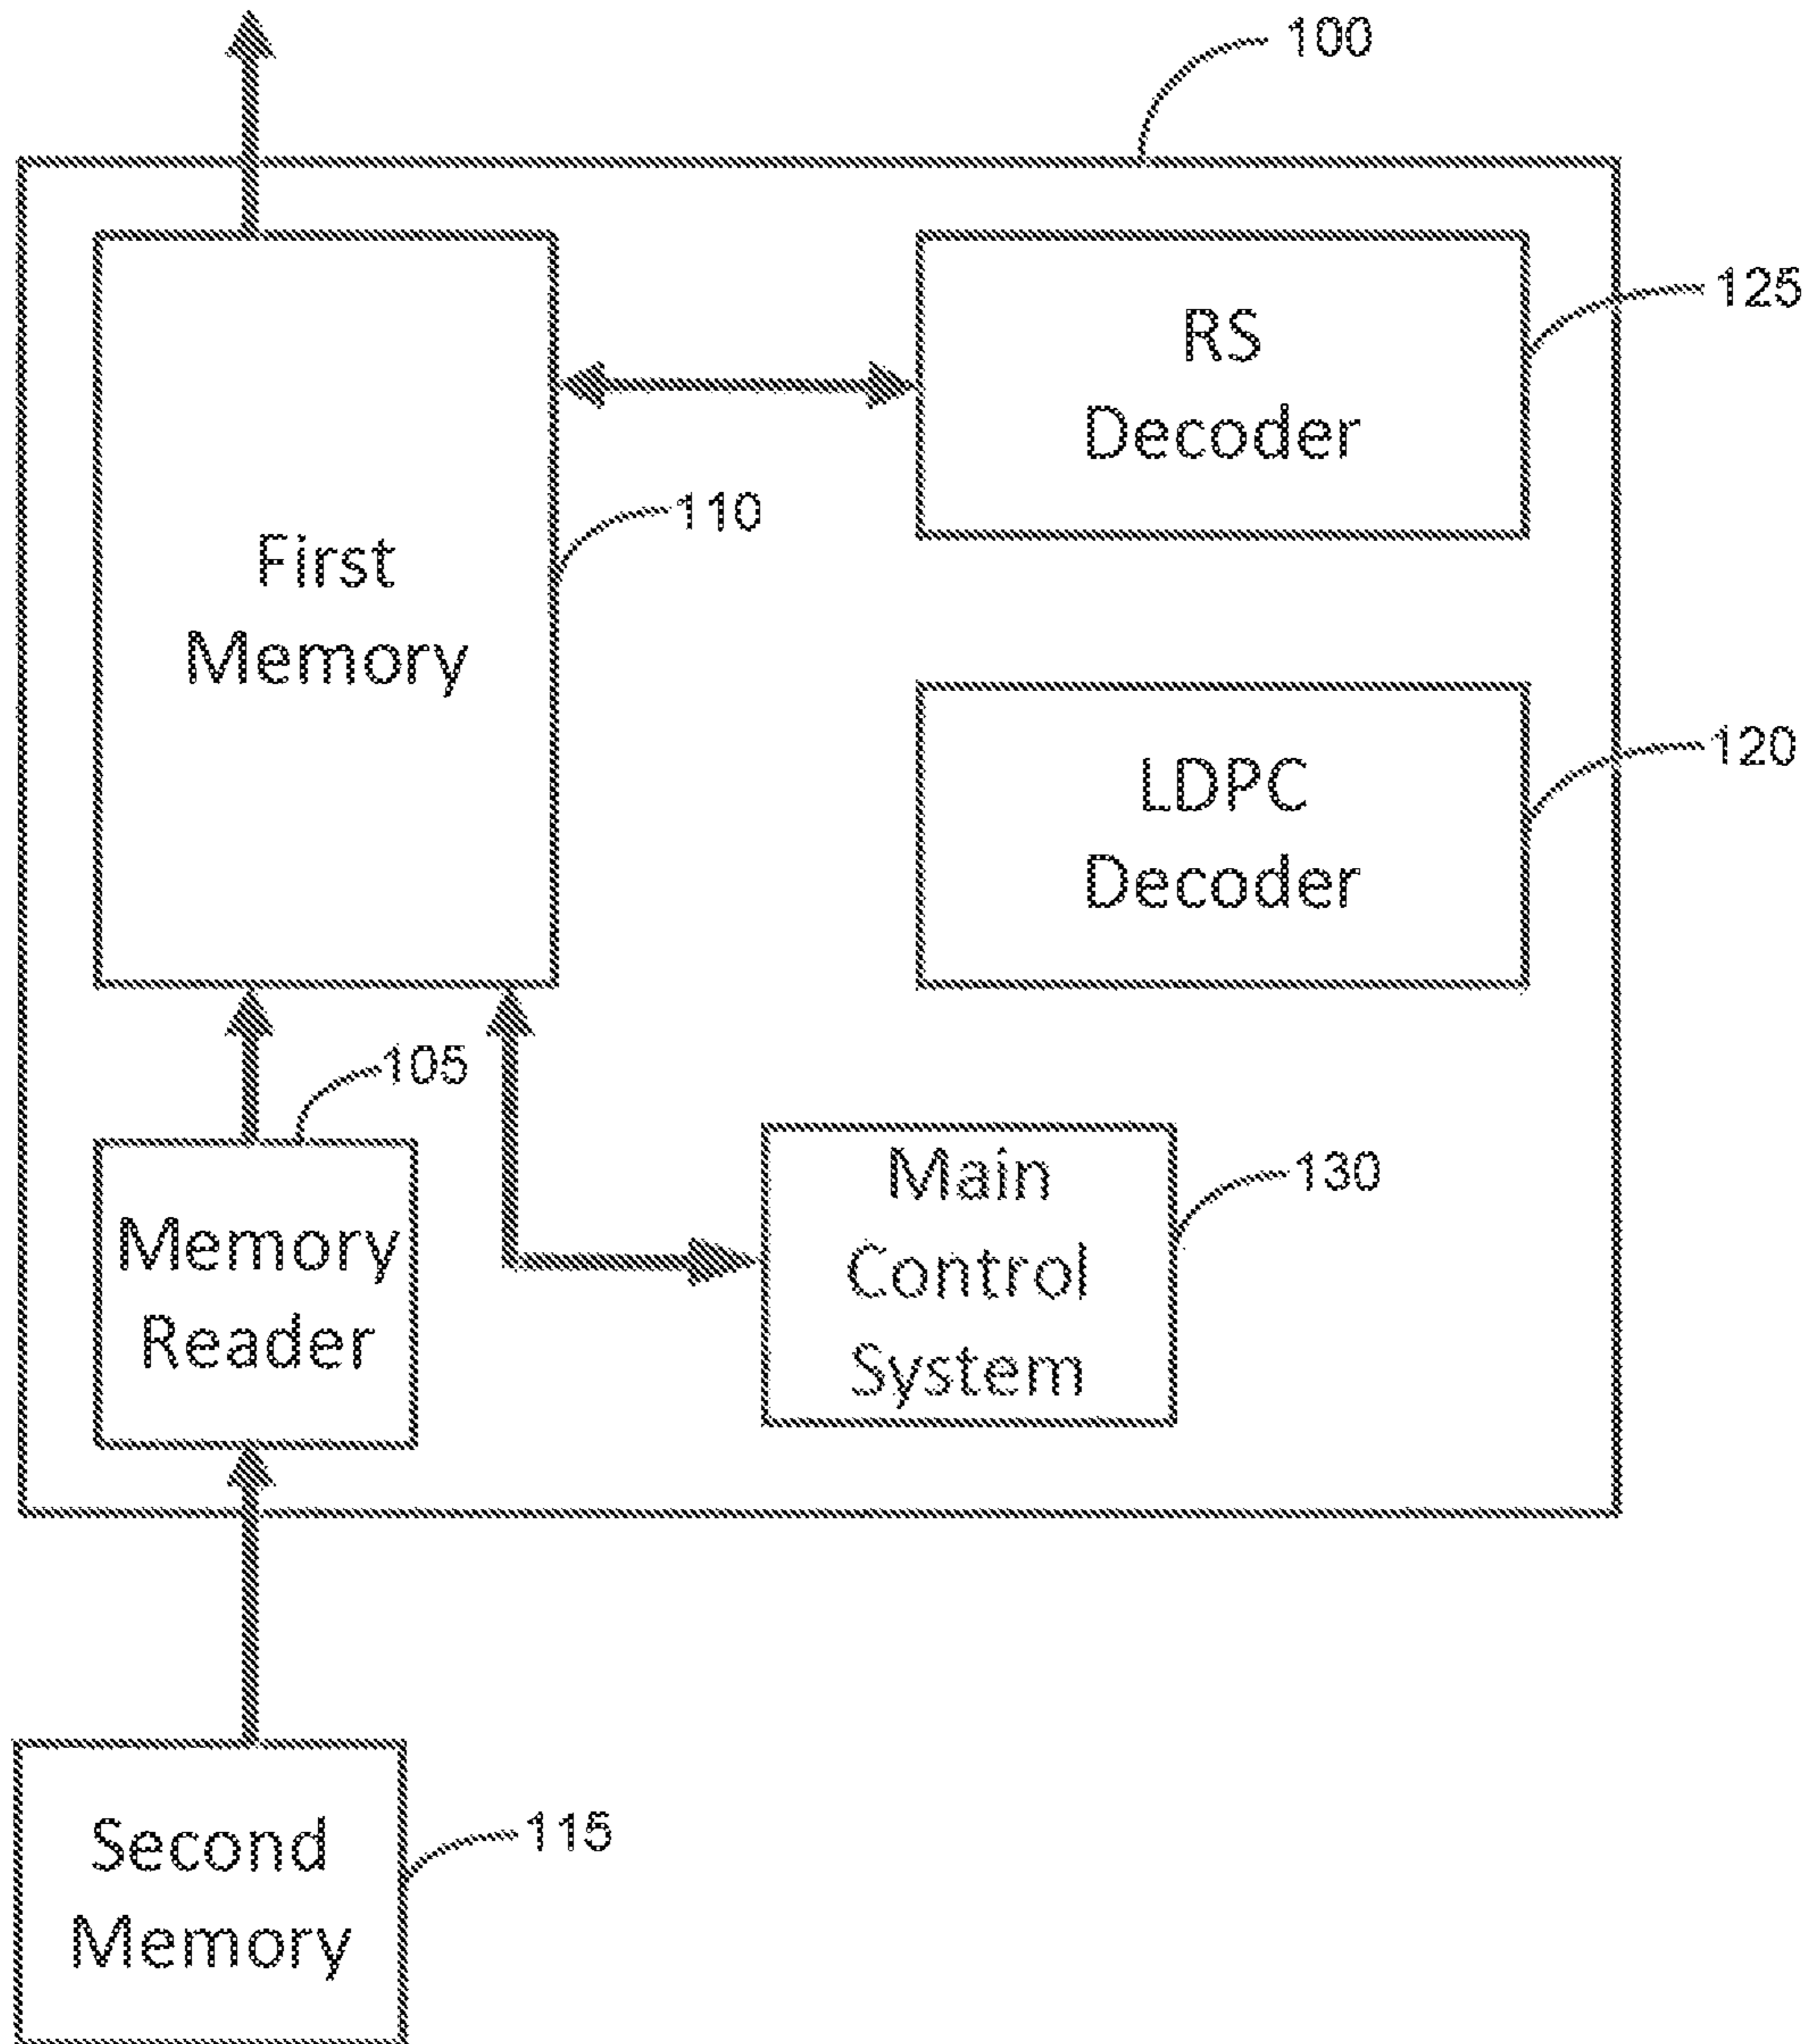 100
RS
Decoder
125
First
Memory
110
LDPC
Decoder
120
Memory
Reader
105
Main
Control
System
130
Second
Memory
115